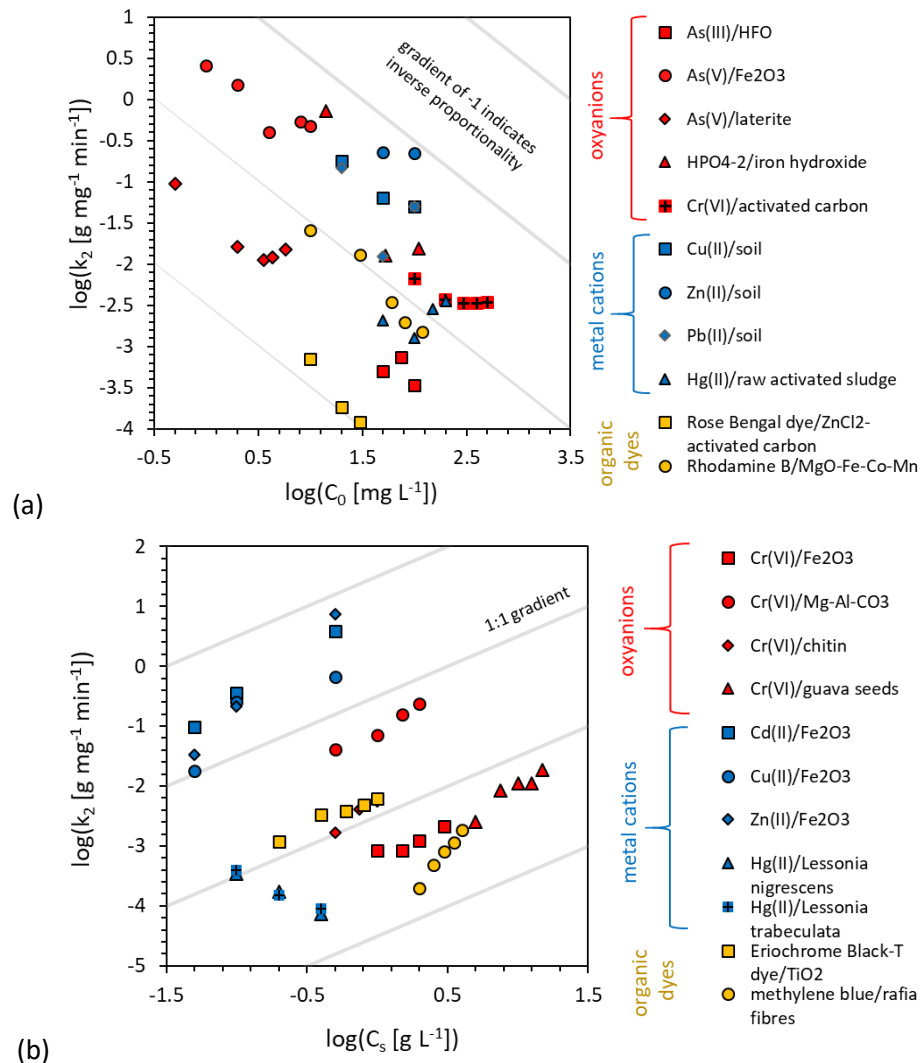 1
0.5
0
-0.5
-1
-1.5
-2
-2.5
-3
-3.5
-4
-0.5
0.5
1.5
2.5
3.5
log(k2 [g mg-1 min-1])
log(C0 [mg L-1])
gradient of -1 indicates
inverse proportionality
(a)
oxyanions
As(III)/HFO
As(V)/Fe2O3
As(V)/laterite
HPO4-2/iron hydroxide
Cr(VI)/activated carbon
metal cations
Cu(II)/soil
Zn(II)/soil
Pb(II)/soil
Hg(II)/raw activated sludge
organic
dyes
Rose Bengal dye/ZnCl2-
activated carbon
Rhodamine B/MgO-Fe-Co-Mn
2
1
0
-1
-2
-3
-4
-5
-1.5
-0.5
0.5
1.5
log(k2 [g mg-1 min-1])
log(Cs [g L-1])
1:1 gradient
(b)
oxyanions
Cr(VI)/Fe2O3
Cr(VI)/Mg-Al-CO3
Cr(VI)/chitin
Cr(VI)/guava seeds
metal cations
Cd(II)/Fe2O3
Cu(II)/Fe2O3
Zn(II)/Fe2O3
Hg(II)/Lessonia
nigrescens
Hg(II)/Lessonia
trabeculata
organic
dyes
Eriochrome Black-T
dye/TiO2
methylene blue/rafia
fibres